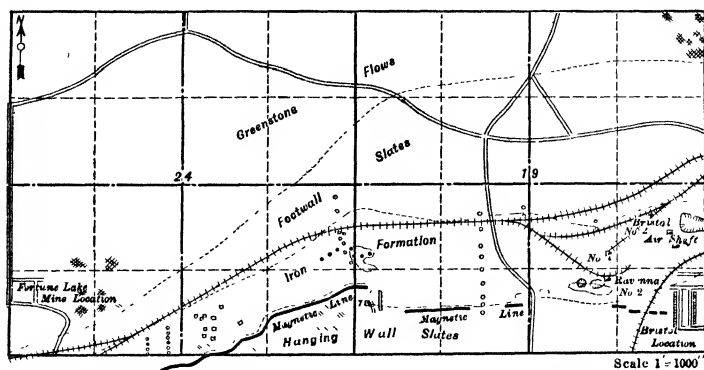 N
Flows
Greenstone
Slates
24
19
Footwall
Bristol
No 2
Air Shaft
Formation
No 1
Iron
Ravenna
No 2
Fortune Lake
Mine Location
Magnetic Line
Magnetic
Line
Hanging Wall Slates
Bristol
Location
Scale 1"=1000'